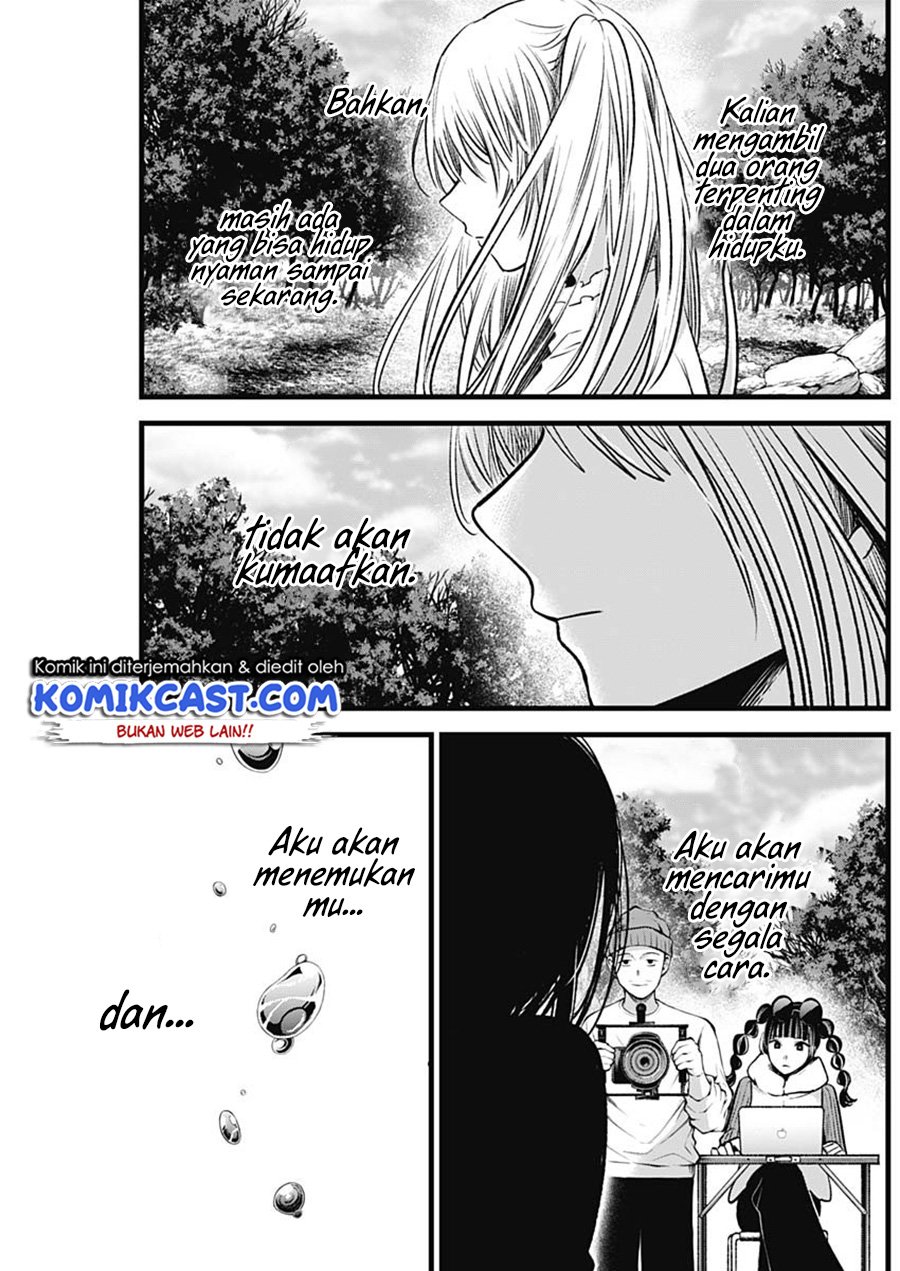 Kalian
mengambil
dua orang
terpenting
dalam
hidupku.
Bahkan,
masih ada
yang bisa hidup
nyaman sampai
sekarang.
tidak akan
kumaafkan.
Komik ini diterjemahkan & diedit oleh
KOMIKCAST.COM
BUKAN WEB LAIN!!
Aku akan
mencarimu
dengan
segala
cara.
Aku akan
menemukan
mu...
dan...